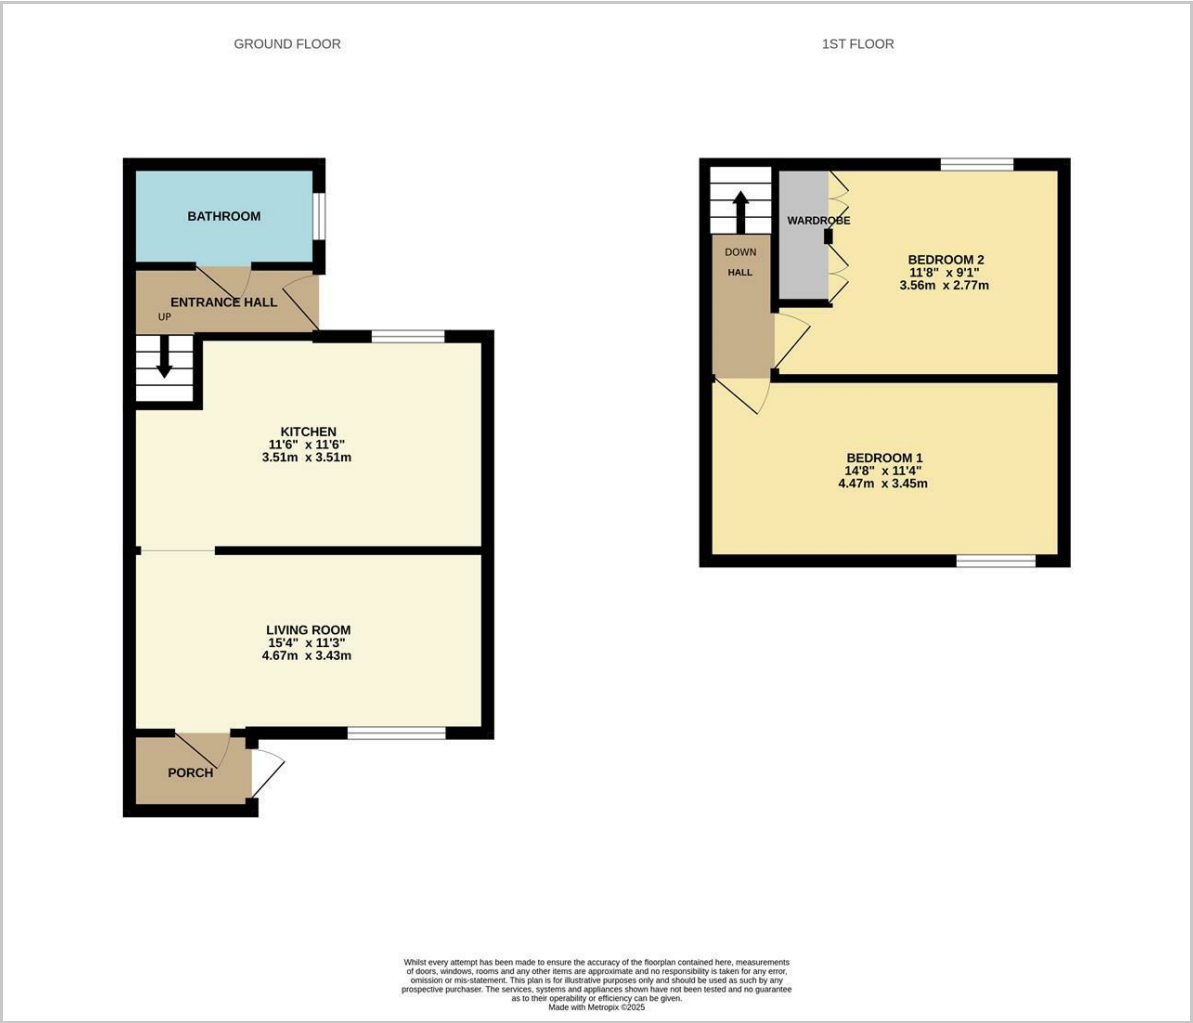 GROUND FLOOR
BATHROOM
ENTRANCE HALL
UP
KITCHEN
11'6" x 11'6"
3.51m x 3.51m
LIVING ROOM
15'4" x 11'3"
4.67m x 3.43m
PORCH
1ST FLOOR
WARDROBE
DOWN
HALL
BEDROOM 2
11'8" x 9'1"
3.56m x 2.77m
BEDROOM 1
14'8" x 11'4"
4.47m x 3.45m
Whilst every attempt has been made to ensure the accuracy of the floorplan contained here, measurements
of doors, windows, rooms and any other items are approximate and no responsibility is taken for any error,
omission or mis-statement. This plan is for illustrative purposes only and should be used as such by any
prospective purchaser. The services, systems and appliances shown have not been tested and no guarantee
as to their operability or efficiency can be given.
Made with Metropix ©2025